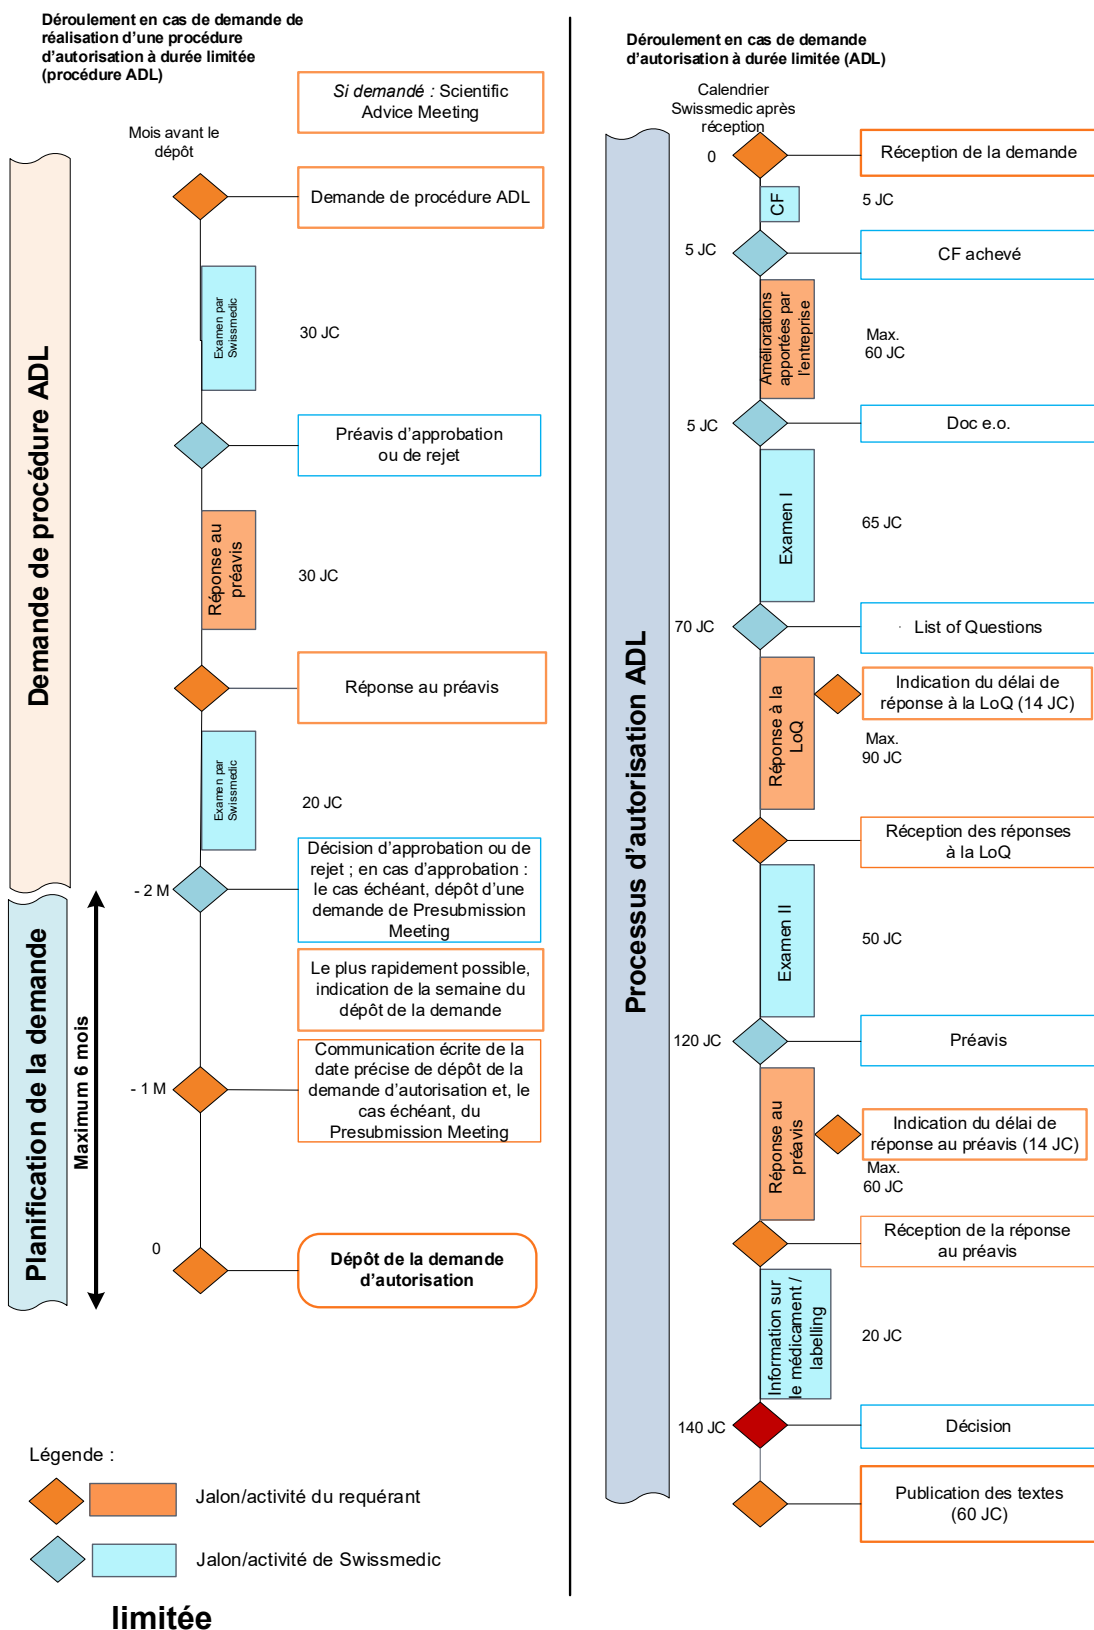 Déroulement en cas de demande de
réalisation d'une procédure
d'autorisation à durée limitée
(procédure ADL)
Si demandé : Scientific
Advice Meeting
Mois avant le
dépôt
Demande de procédure ADL
Demande de procédure ADL
Examen par
Swissmedic
30 JC
Préavis d'approbation
ou de rejet
Réponse au
préavis
30 JC
Réponse au préavis
Examen par
Swissmedic
20 JC
- 2 M
Décision d'approbation ou de
rejet ; en cas d'approbation :
le cas échéant, dépôt d'une
demande de Presubmission
Meeting
Planification de la demande
Maximum 6 mois
Le plus rapidement possible,
indication de la semaine du
dépôt de la demande
- 1 M
Communication écrite de la
date précise de dépôt de la
demande d'autorisation et, le
cas échéant, du
Presubmission Meeting
0
Dépôt de la demande
d'autorisation
Légende :
Jalon/activité du requérant
Jalon/activité de Swissmedic
limitée
Déroulement en cas de demande
d'autorisation à durée limitée (ADL)
Calendrier
Swissmedic après
réception
Processus d'autorisation ADL
0
Réception de la demande
CF
5 JC
5 JC
CF achevé
Améliorations
apportées par
l'entreprise
Max.
60 JC
5 JC
Doc e.o.
Examen I
65 JC
70 JC
List of Questions
Réponse à la
LoQ
Indication du délai de
réponse à la LoQ (14 JC)
Max.
90 JC
Réception des réponses
à la LoQ
Examen II
50 JC
120 JC
Préavis
Réponse au
préavis
Indication du délai de
réponse au préavis (14 JC)
Max.
60 JC
Réception de la réponse
au préavis
Information sur
le médicament /
labelling
20 JC
140 JC
Décision
Publication des textes
(60 JC)